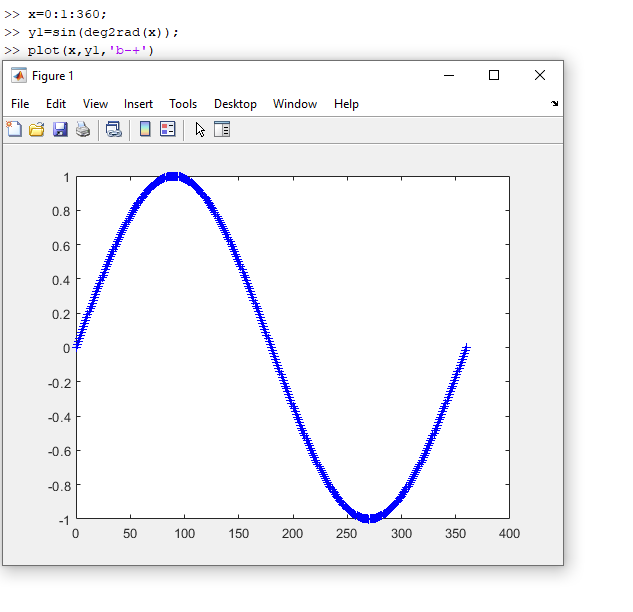 >> x=0:1:360;
>> y1=sin(deg2rad(x));
>> plot(x,y1,'b-+')
Figure 1
File Edit View Insert Tools Desktop Window Help
1
0.8
0.6
0.4
0.2
0
-0.2
-0.4
-0.6
-0.8
-1
0 50 100 150 200 250 300 350 400